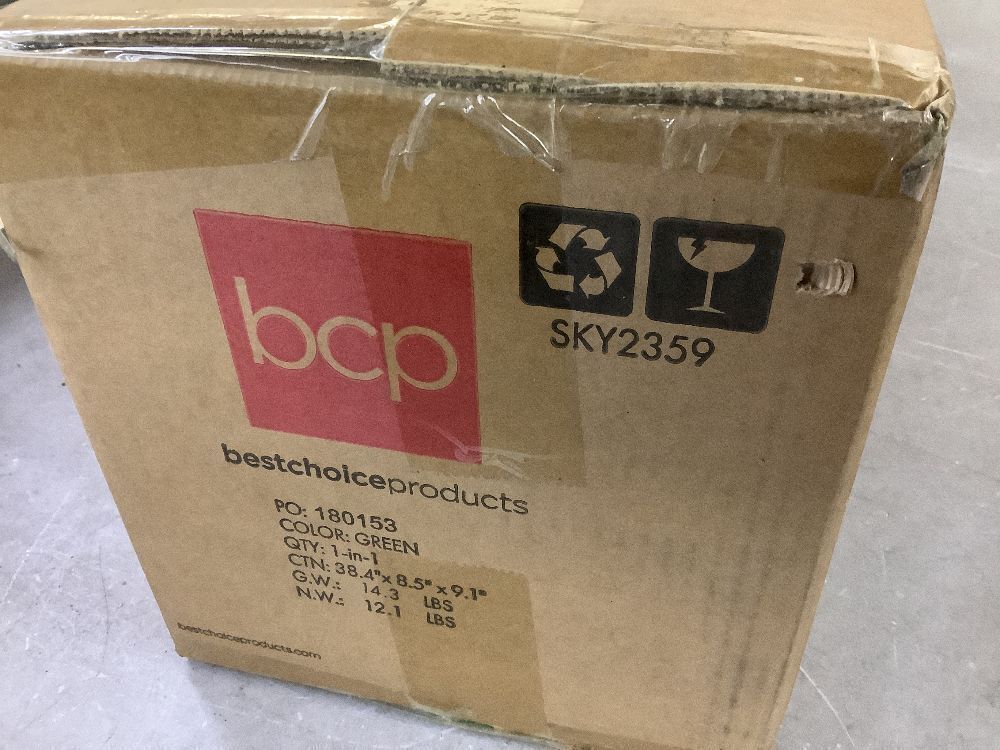 bcp
SKY2359
bestchoiceproducts
PO: 180153
COLOR: GREEN
QTY: 1-in-1
CTN: 38.4" x 8.5" x 9.1"
G.W.: 14.3 LBS
N.W.: 12.1 LBS
bestchoiceproducts.com